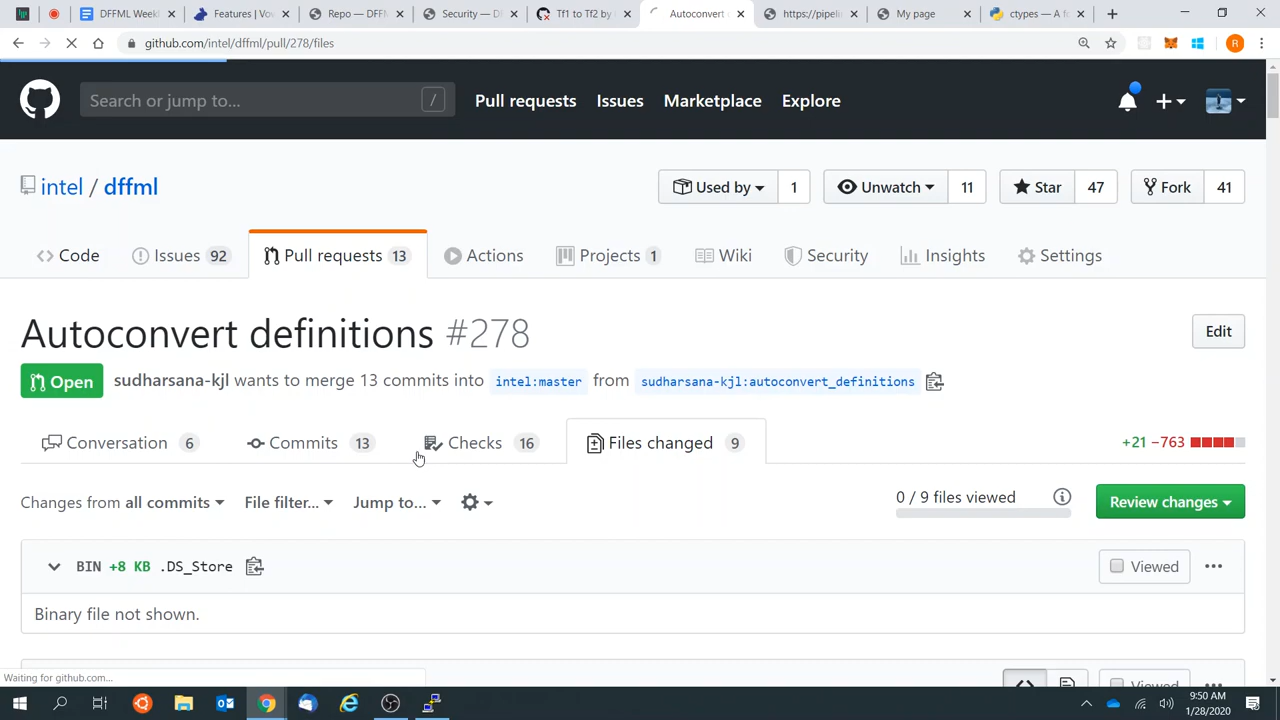 DFFML Week
Features | Vow
Repo — DFFM
Security — D
Tf1 to Tf2 by
Autoconvert
https://pipeli
My page
ctypes — A f
github.com/intel/dffml/pull/278/files
R
Search or jump to...
/
Pull requests
Issues
Marketplace
Explore
intel / dffml
Used by
1
Unwatch
11
Star
47
Fork
41
Code
Issues 92
Pull requests 13
Actions
Projects 1
Wiki
Security
Insights
Settings
Autoconvert definitions #278
Edit
Open
sudharsana-kjl wants to merge 13 commits into intel:master from sudharsana-kjl:autoconvert_definitions
Conversation 6
Commits 13
Checks 16
Files changed 9
+21 −763
Changes from all commits
File filter...
Jump to...
0 / 9 files viewed
Review changes
BIN +8 KB .DS_Store
Viewed
Binary file not shown.
Viewed
Waiting for github.com...
9:50 AM
1/28/2020